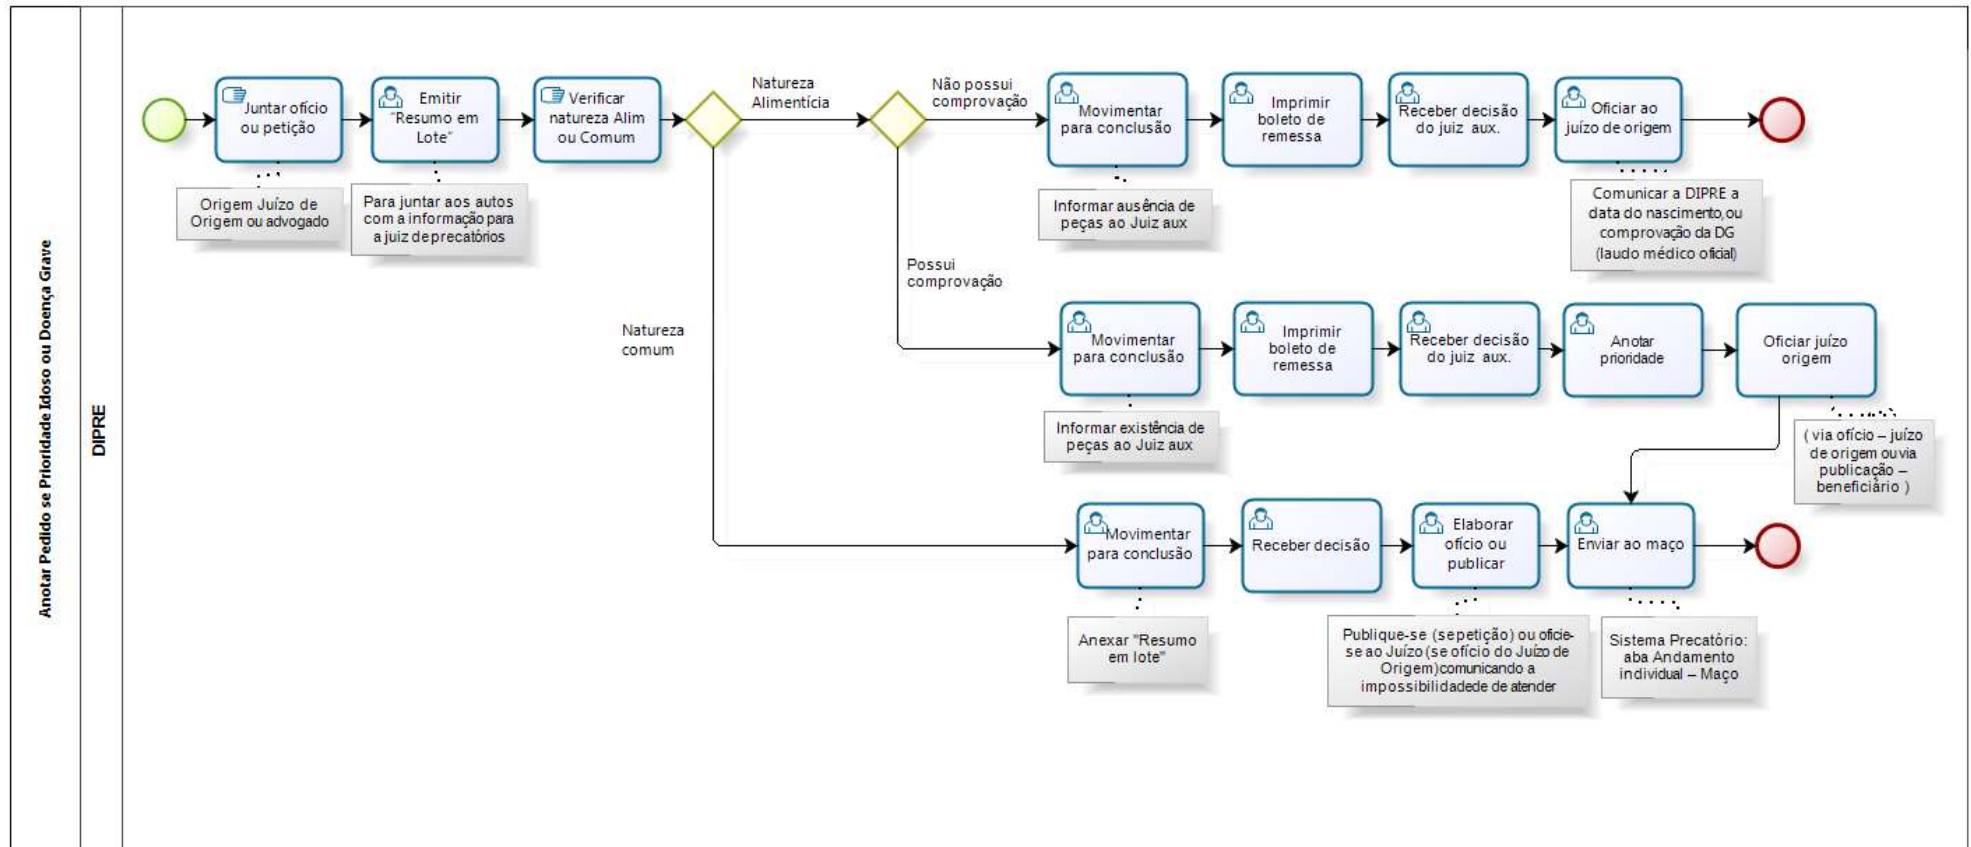 Anotar Pedido se Prioridade Idoso ou Doença Grave
DIPRE
Juntar ofício
ou petição
Origem Juízo de
Origem ou advogado
Emitir
"Resumo em
Lote"
Para juntar aos autos
com a informação para
a juiz de precatórios
Verificar
natureza Alim
ou Comum
Natureza
Alimentícia
Natureza
comum
Não possui
comprovação
Possui
comprovação
Movimentar
para conclusão
Informar ausência de
peças ao Juiz aux
Imprimir
boleto de
remessa
Receber decisão
do juiz aux.
Oficiar ao
juízo de origem
Comunicar a DIPRE a
data do nascimento, ou
comprovação da DG
(laudo médico oficial)
Movimentar
para conclusão
Informar existência de
peças ao Juiz aux
Imprimir
boleto de
remessa
Receber decisão
do juiz aux.
Anotar
prioridade
Oficiar juízo
origem
( via ofício – juízo
de origem ou via
publicação –
beneficiário )
Movimentar
para conclusão
Anexar "Resumo
em lote"
Receber decisão
Elaborar
ofício ou
publicar
Publique-se (se petição) ou oficie-
se ao Juízo (se ofício do Juízo de
Origem)comunicando a
impossibilidadede de atender
Enviar ao maço
Sistema Precatório:
aba Andamento
individual – Maço